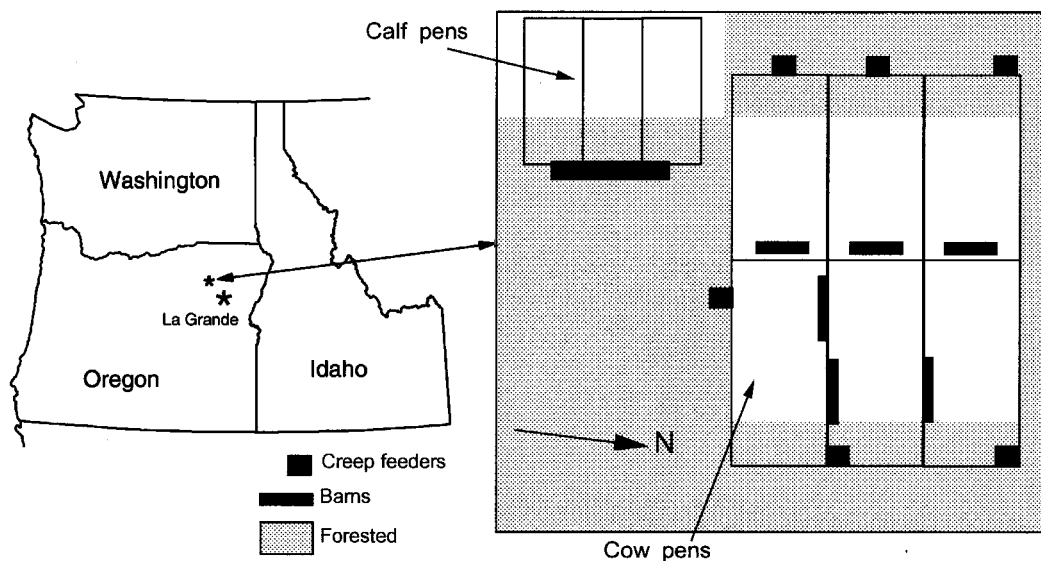 Calf pens
Washington
La Grande
Oregon
Idaho
N
Creep feeders
Barns
Forested
Cow pens